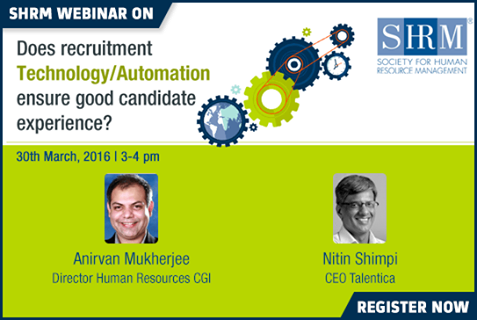 SHRM WEBINAR ON
Does recruitment
Technology/Automation
ensure good candidate
experience?
SHRM
SOCIETY FOR HUMAN
RESOURCE MANAGEMENT
30th March, 2016 | 3-4 pm
Anirvan Mukherjee
Director Human Resources CGI
Nitin Shimpi
CEO Talentica
REGISTER NOW